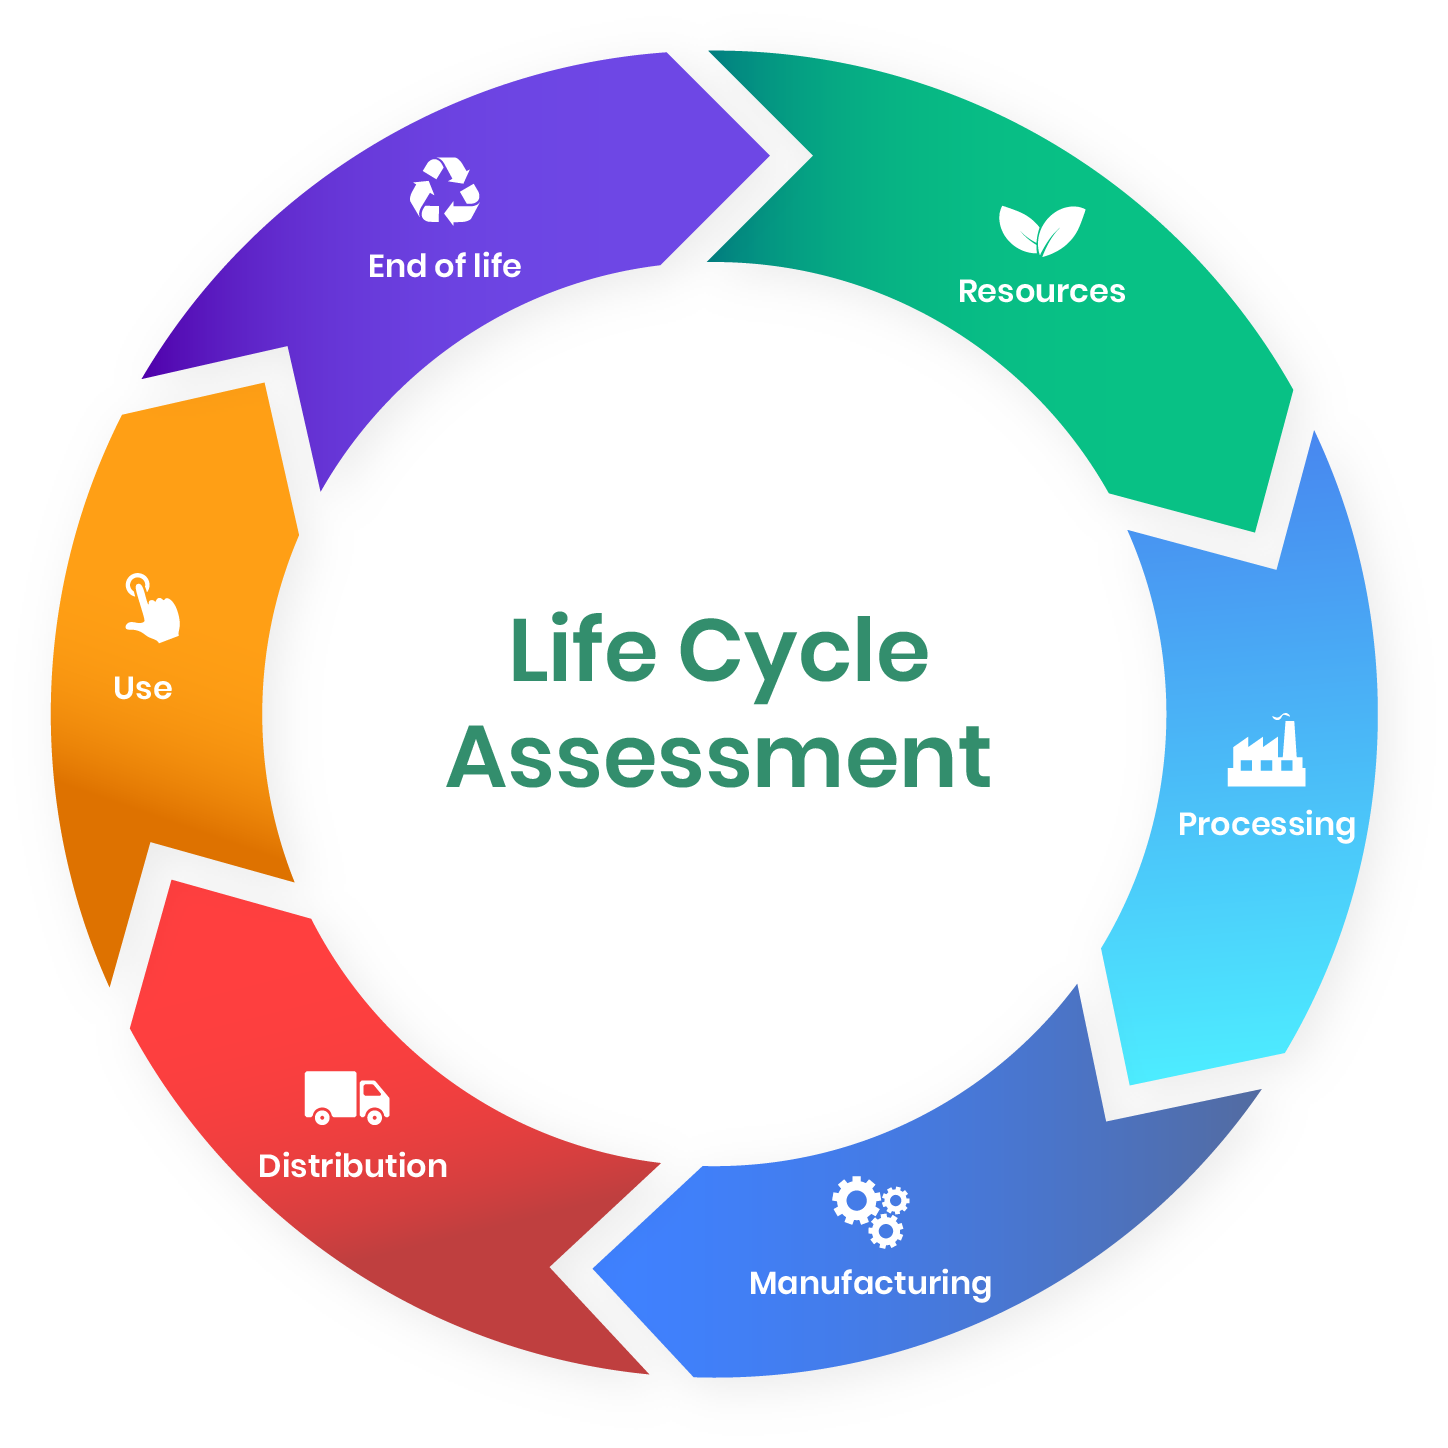 Life Cycle
Assessment
Resources
Processing
Manufacturing
Distribution
Use
End of life